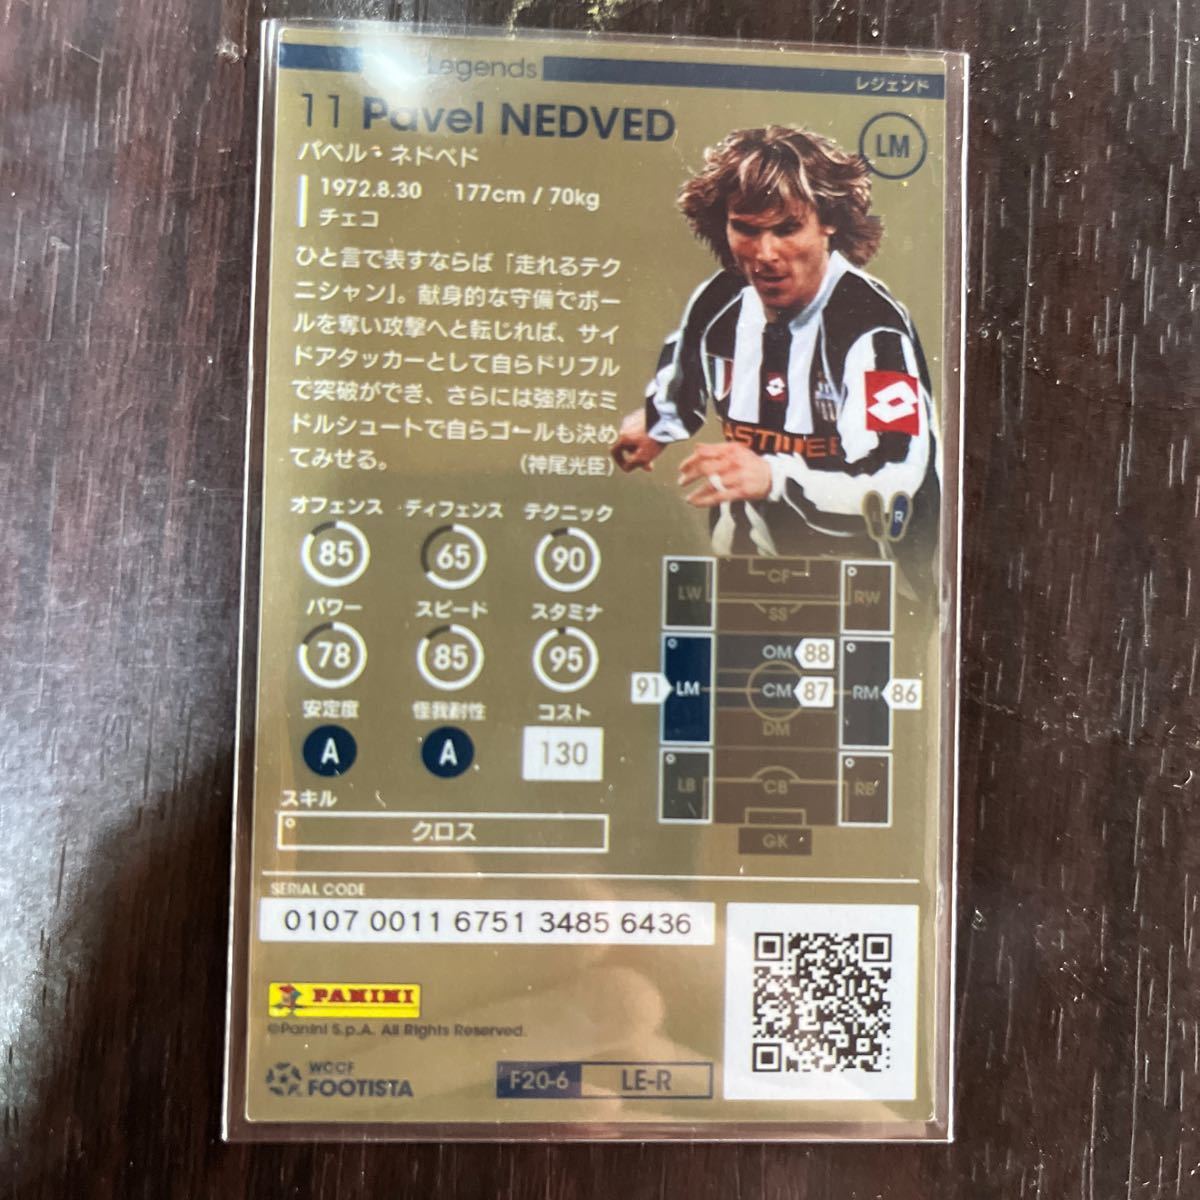 Legends
レジェンド
11 Pavel NEDVED
LM
パベル・ネドベド
1972.8.30 177cm / 70kg
チェコ
ひと言で表すならば「走れるテク
ニシャン」。献身的な守備でボー
ルを奪い攻撃へと転じれば、サイ
ドアタッカーとして自らドリブル
で突破ができ、さらには強烈なミ
ドルシュートで自らゴールも決め
てみせる。 (神尾光臣)
オフェンス ディフェンス テクニック
85 65 90
パワー スピード スタミナ
78 85 95
安定度 怪我耐性 コスト
A A 130
スキル
クロス
R
CF
LW RW
SS
OM 88
91 LM CM 87 RM 86
DM
LB CB RB
GK
SERIAL CODE
0107 0011 6751 3485 6436
PANINI
©Panini S.p.A. All Rights Reserved.
WCCF
FOOTISTA
F20-6 LE-R